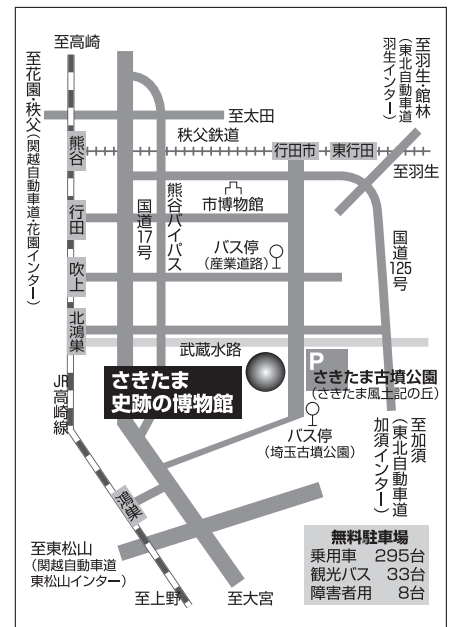 至高崎
至花園・秩父(関越自動車道・花園インター)
至羽生・館林
(東北自動車道
羽生インター)
至太田
秩父鉄道
熊谷
行田市
東行田
至羽生
行田
国道17号
熊谷バイパス
市博物館
バス停
(産業道路)
国道125号
吹上
北鴻巣
武蔵水路
P
さきたま
史跡の博物館
さきたま古墳公園
(さきたま風土記の丘)
JR高崎線
バス停
(埼玉古墳公園)
至加須
(東北自動車道
加須インター)
鴻巣
至東松山
(関越自動車道
東松山インター)
至上野
至大宮
無料駐車場
乗用車 295台
観光バス 33台
障害者用 8台